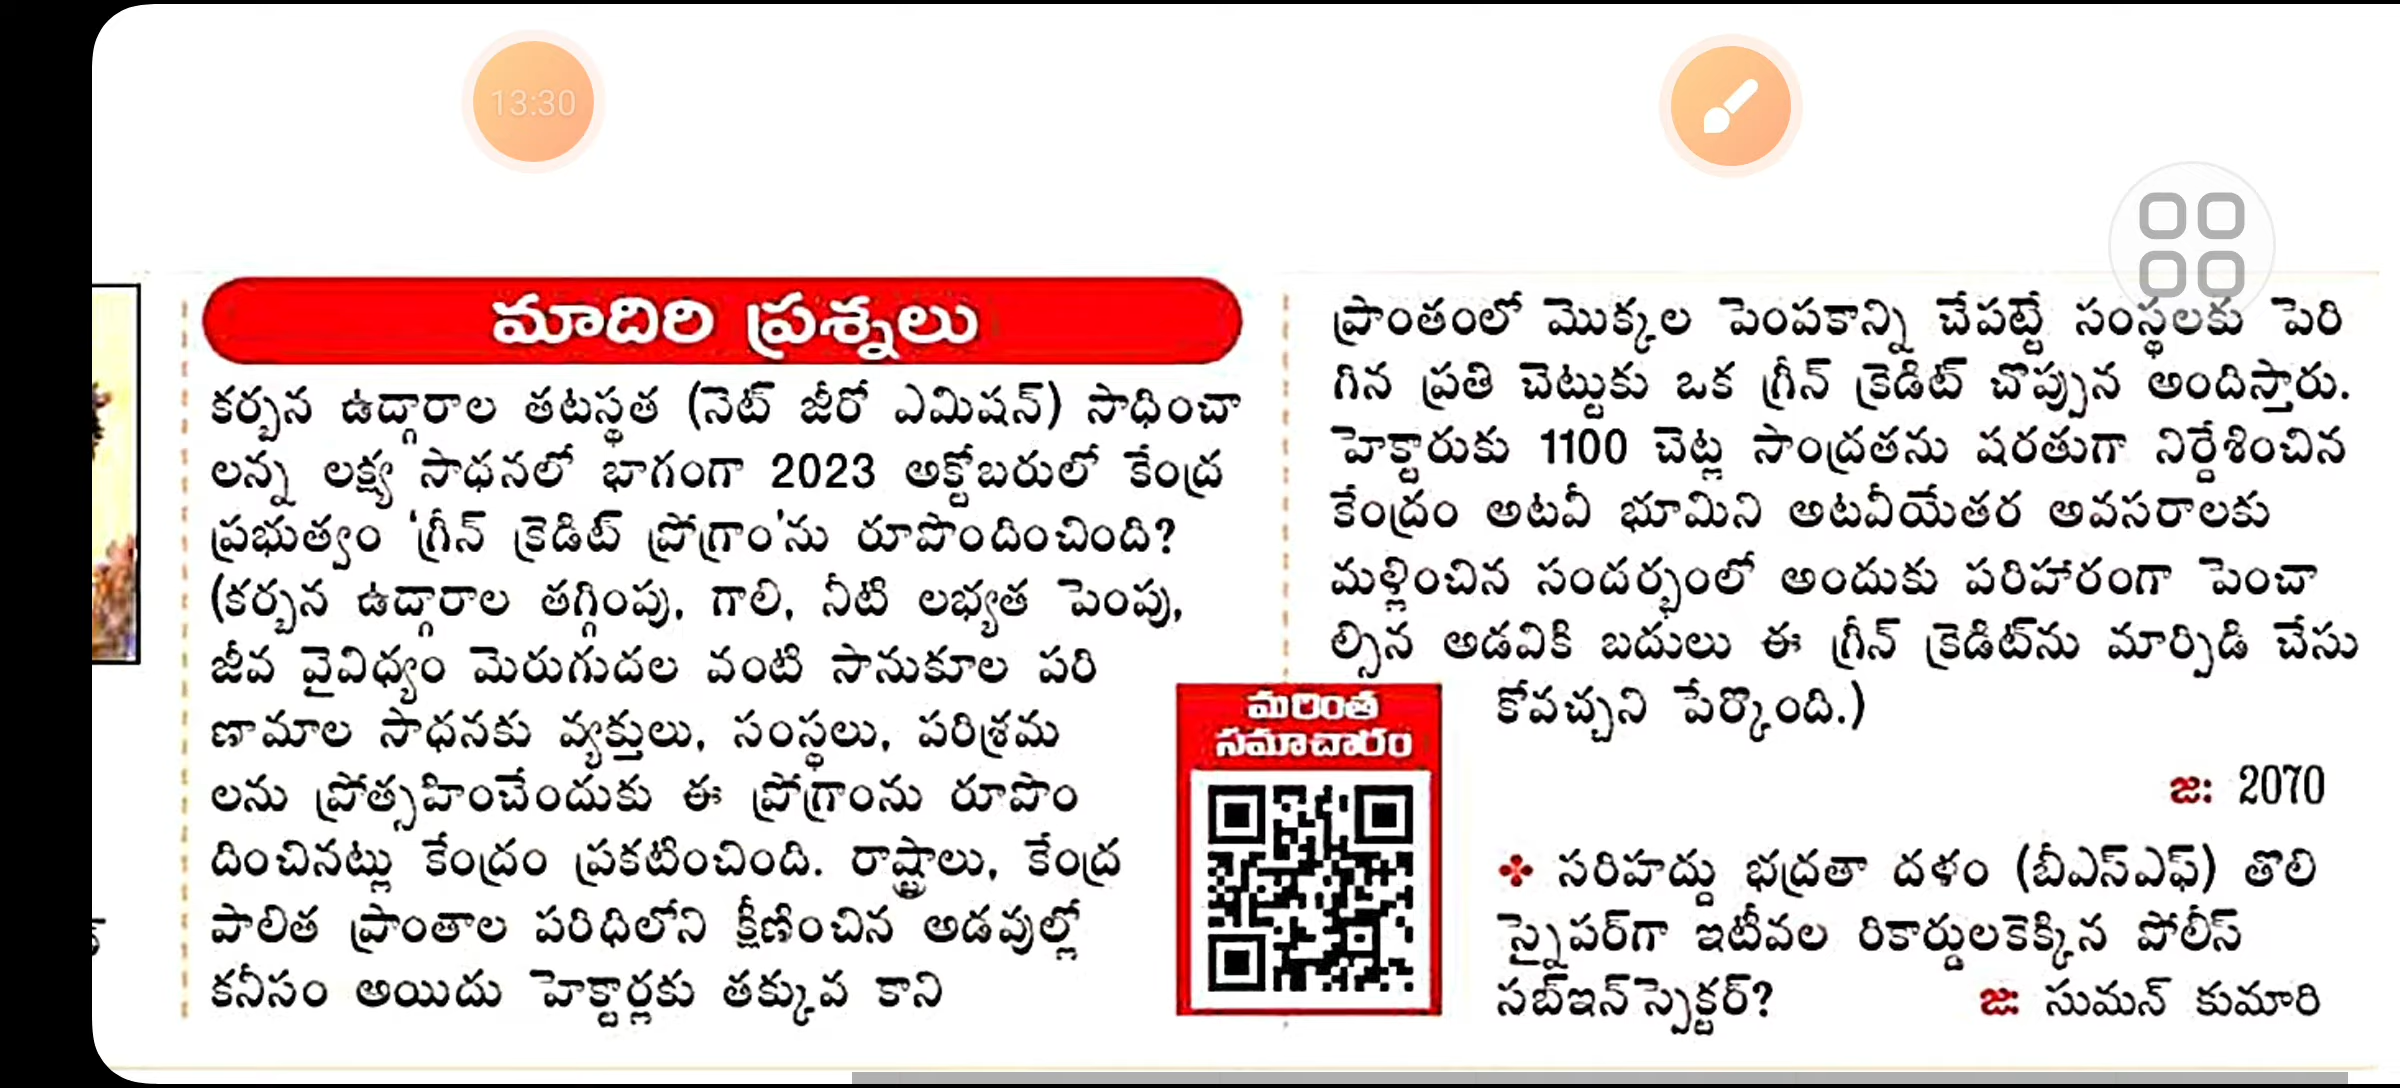 13:30
మాదిరి ప్రశ్నలు
కర్బన ఉద్గారాల తటస్థత (నెట్ జీరో ఎమిషన్) సాధించా
లన్న లక్ష్య సాధనలో భాగంగా 2023 అక్టోబరులో కేంద్ర
ప్రభుత్వం 'గ్రీన్ క్రెడిట్ ప్రోగ్రాం'ను రూపొందించింది?
(కర్బన ఉద్గారాల తగ్గింపు, గాలి, నీటి లభ్యత పెంపు,
జీవ వైవిధ్యం మెరుగుదల వంటి సానుకూల పరి
ణామాల సాధనకు వ్యక్తులు, సంస్థలు, పరిశ్రమ
లను ప్రోత్సహించేందుకు ఈ ప్రోగ్రాంను రూపొం
దించినట్లు కేంద్రం ప్రకటించింది. రాష్ట్రాలు, కేంద్ర
పాలిత ప్రాంతాల పరిధిలోని క్షీణించిన అడవుల్లో
కనీసం అయిదు హెక్టార్లకు తక్కువ కాని
ప్రాంతంలో మొక్కల పెంపకాన్ని చేపట్టే సంస్థలకు పెరి
గిన ప్రతి చెట్టుకు ఒక గ్రీన్ క్రెడిట్ చొప్పున అందిస్తారు.
హెక్టారుకు 1100 చెట్ల సాంద్రతను షరతుగా నిర్దేశించిన
కేంద్రం అటవీ భూమిని అటవీయేతర అవసరాలకు
మళ్లించిన సందర్భంలో అందుకు పరిహారంగా పెంచా
ల్సిన అడవికి బదులు ఈ గ్రీన్ క్రెడిట్‌ను మార్పిడి చేసు
కోవచ్చని పేర్కొంది.)
జ: 2070
మరింత
సమాచారం
❖ సరిహద్దు భద్రతా దళం (బీఎస్ఎఫ్) తొలి
స్నైపర్‌గా ఇటీవల రికార్డులకెక్కిన పోలీస్
సబ్ఇన్‌స్పెక్టర్? జ: సుమన్ కుమారి